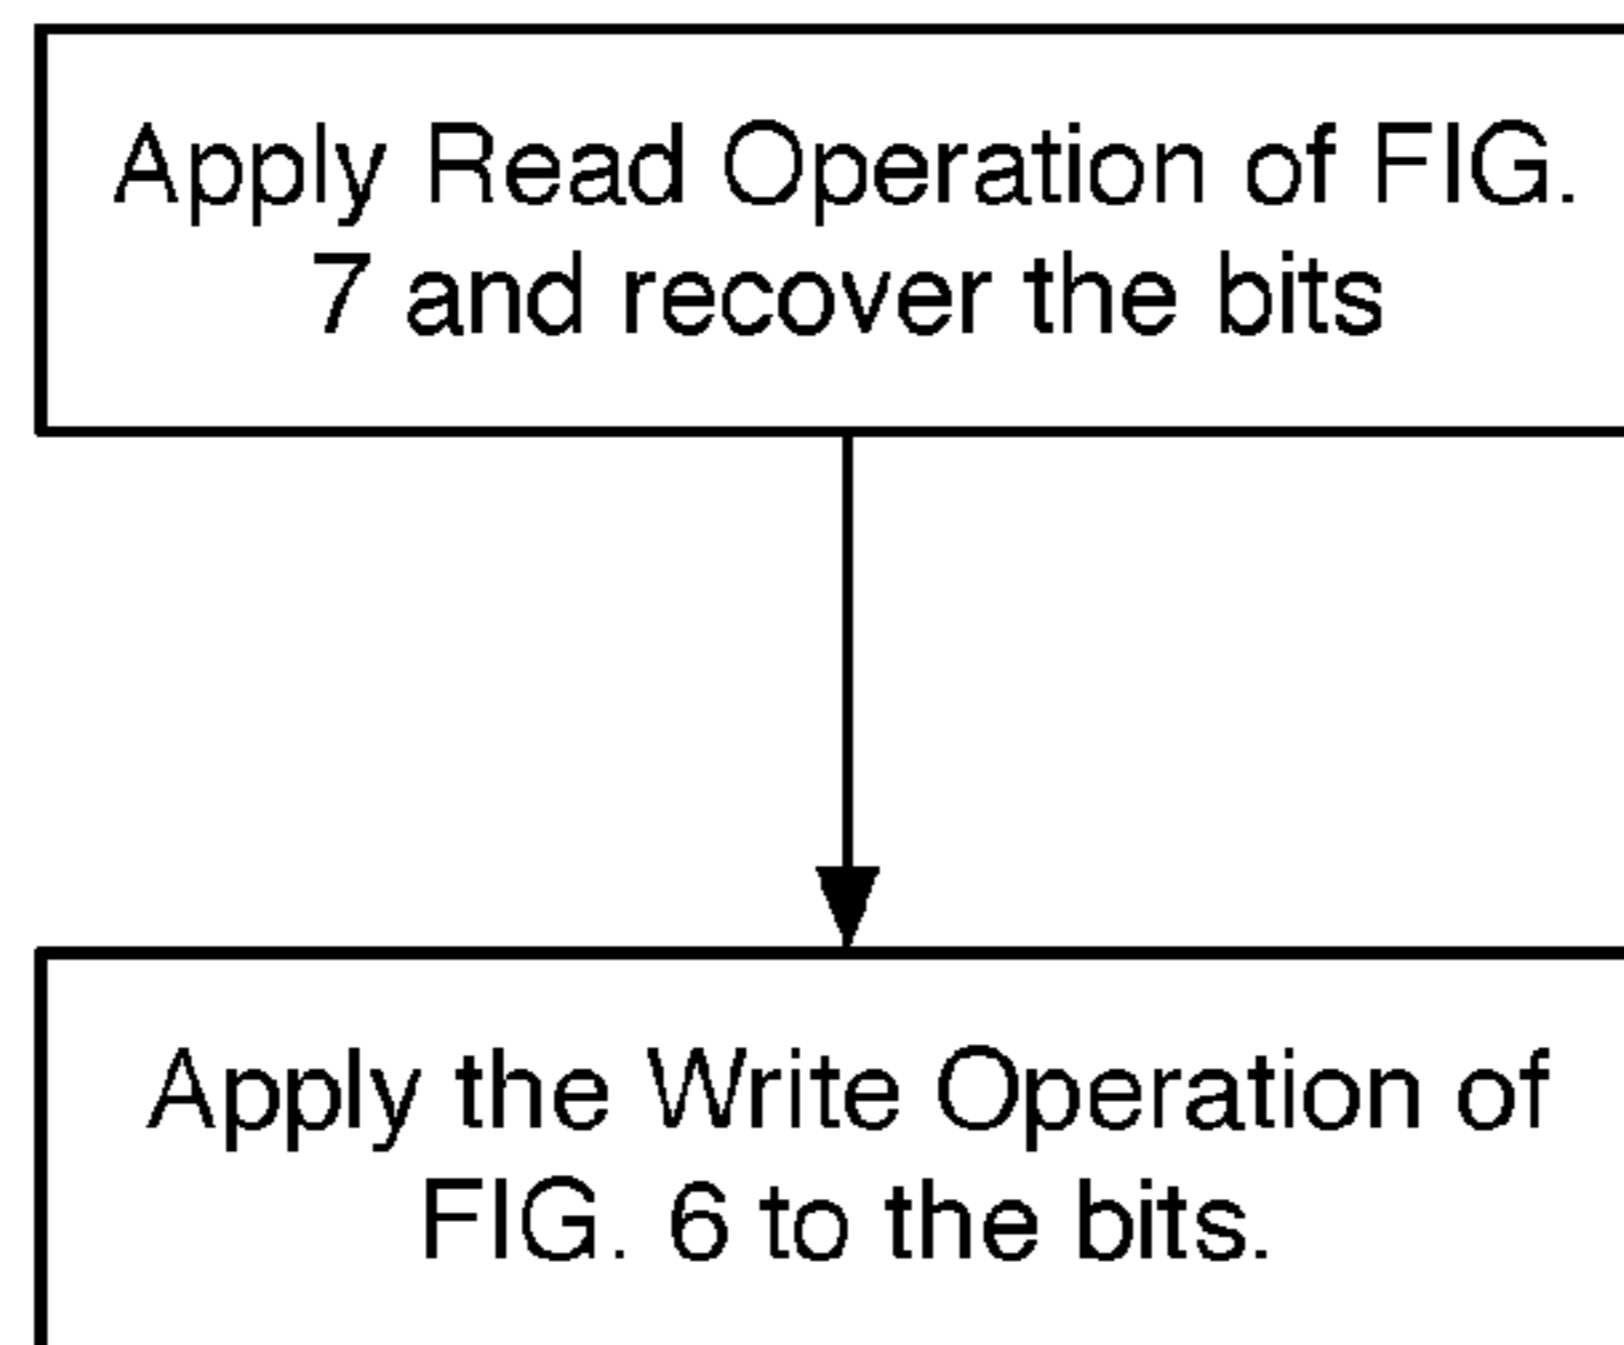 Apply Read Operation of FIG.
7 and recover the bits
Apply the Write Operation of
FIG. 6 to the bits.